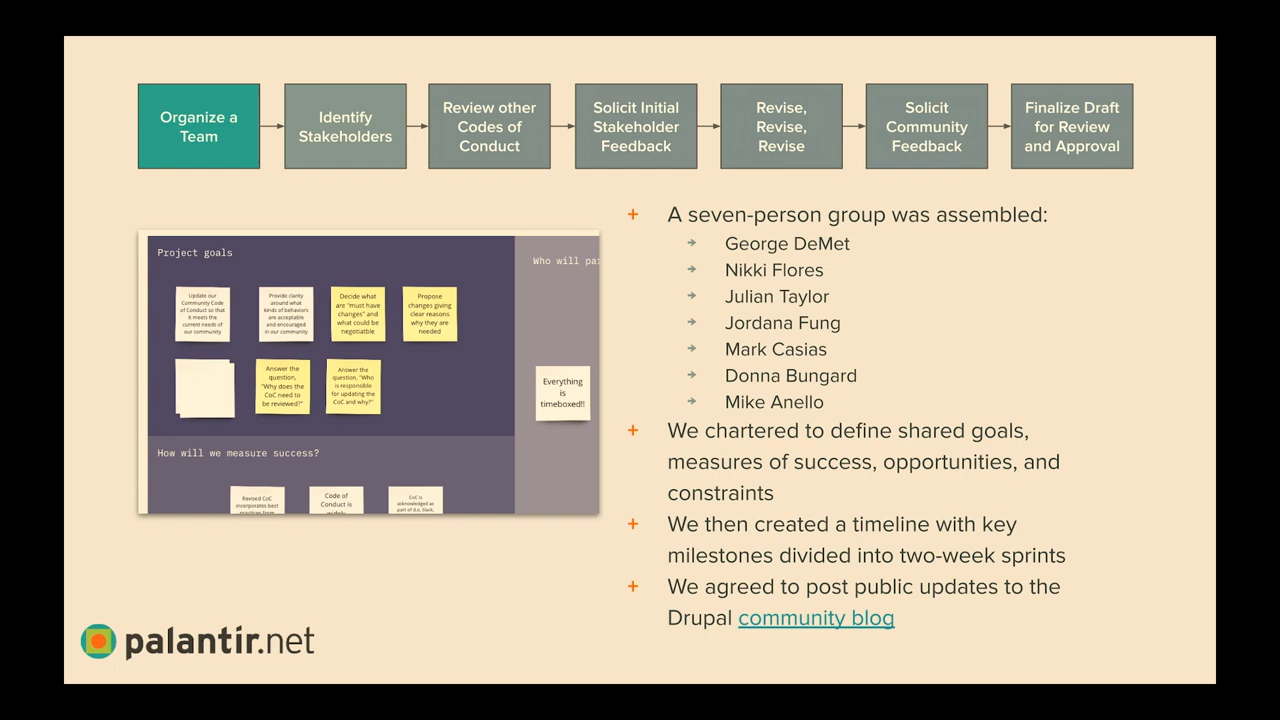 Organize a
Team
Identify
Stakeholders
Review other
Codes of
Conduct
Solicit Initial
Stakeholder
Feedback
Revise,
Revise,
Revise
Solicit
Community
Feedback
Finalize Draft
for Review
and Approval
Project goals
Update our
Community Code
of Conduct so that
it meets the
current needs of
our community
Provide clarity
around what
kinds of behaviors
are acceptable
and encouraged
in our community
Decide what
are "must have
changes" and
what could be
negotiatble
Propose
changes giving
clear reasons
why they are
needed
Answer the
question,
"Why does the
CoC need to
be reviewed?"
Answer the
question, "Who
is responsible
for updating the
CoC and why?"
Who will pa
Everything
is
timeboxed!!
How will we measure success?
Revised CoC
incorporates best
practices from
Code of
Conduct is
widely
CoC is
acknowledged as
part of d.o, Slack,
+ A seven-person group was assembled:
George DeMet
Nikki Flores
Julian Taylor
Jordana Fung
Mark Casias
Donna Bungard
Mike Anello
+ We chartered to define shared goals,
measures of success, opportunities, and
constraints
+ We then created a timeline with key
milestones divided into two-week sprints
+ We agreed to post public updates to the
Drupal community blog
palantir.net